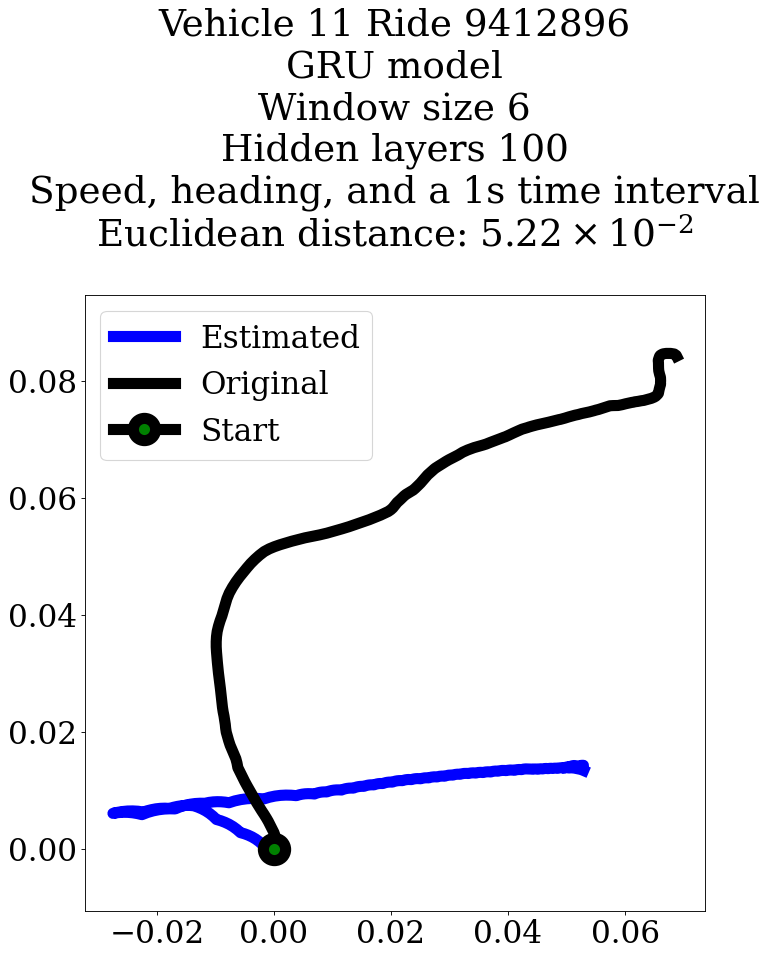 Vehicle 11 Ride 9412896
GRU model
Window size 6
Hidden layers 100
Speed, heading, and a 1s time interval
Euclidean distance: 5.22 × 10⁻²
Estimated
Original
Start
0.08
0.06
0.04
0.02
0.00
−0.02 0.00 0.02 0.04 0.06